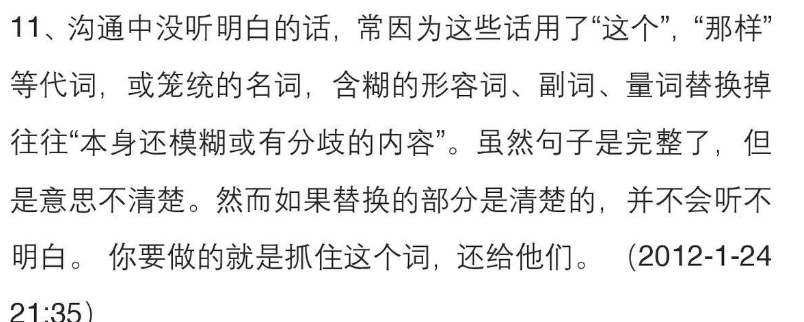 11、沟通中没听明白的话，常因为这些话用了“这个”，“那样”
等代词，或笼统的名词，含糊的形容词、副词、量词替换掉
往往“本身还模糊或有分歧的内容”。虽然句子是完整了，但
是意思不清楚。然而如果替换的部分是清楚的，并不会听不
明白。 你要做的就是抓住这个词，还给他们。 （2012-1-24
21:35）